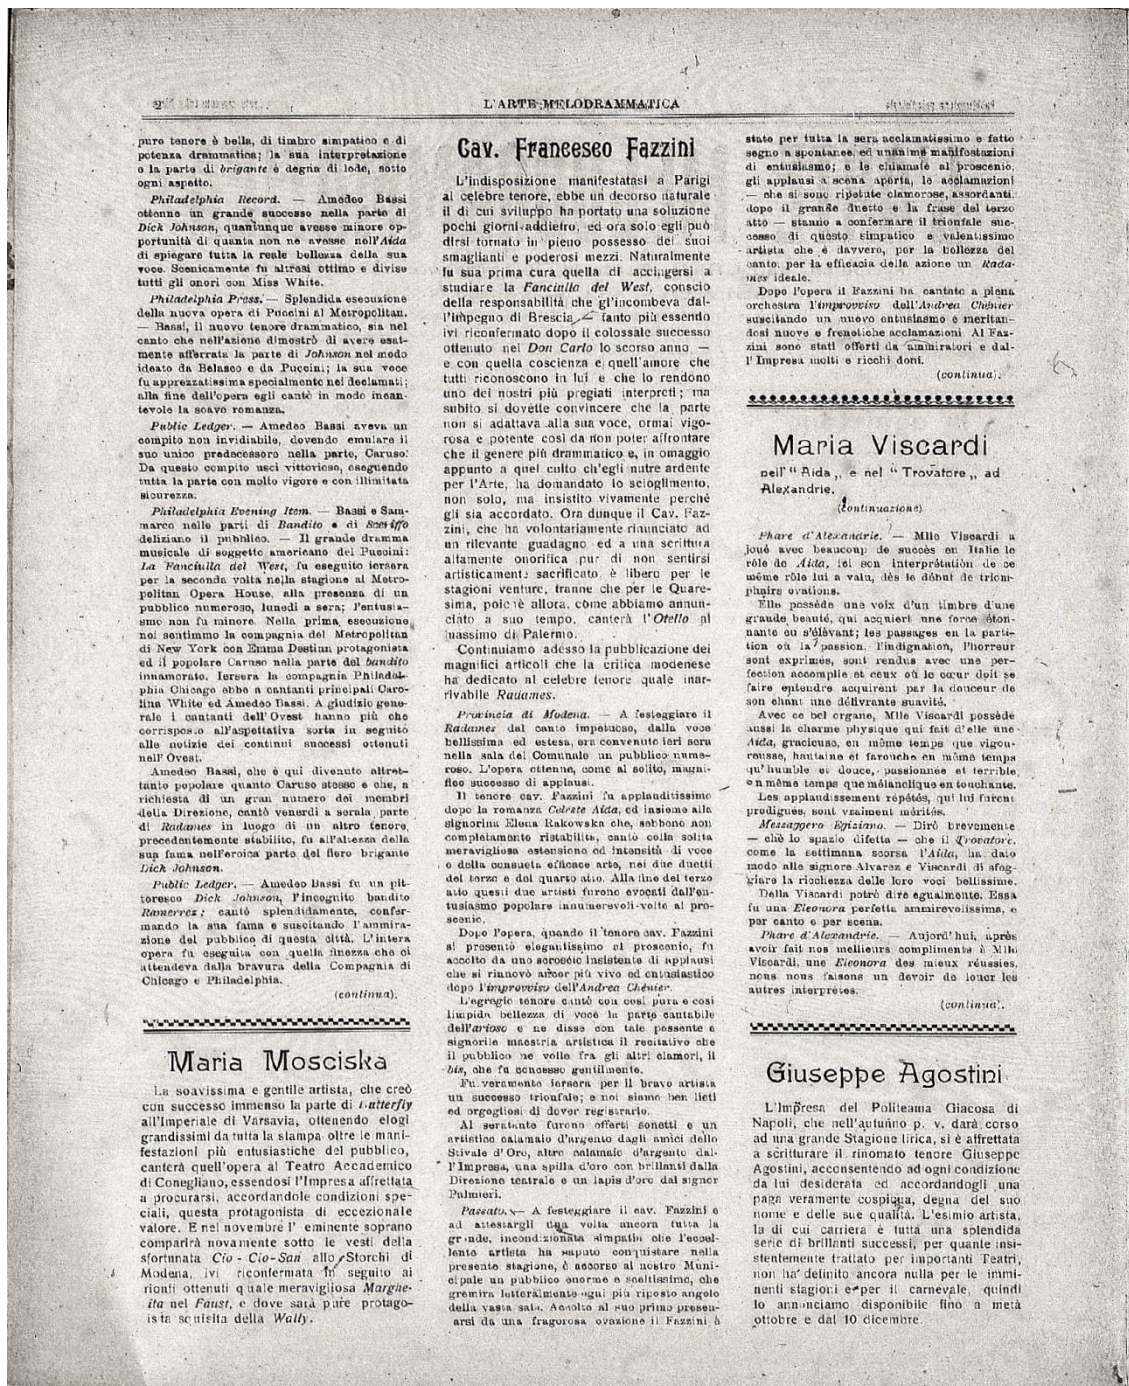 2
L'ARTE MELODRAMMATICA
puro tenore è bella, di timbro simpatico e di
potenza drammatica; la sua interpretazione
o la parte di brigante è degna di lode, sotto
ogni aspetto.
Philadelphia Record. — Amedeo Bassi
ottenne un grande successo nella parte di
Dick Johnson, quantunque avesse minore op-
portunità di quanta non ne avesse nell'Aida
di spiegare tutta la reale bellezza della sua
voce. Scenicamente fu altresì ottimo e divise
tutti gli onori con Miss White.
Philadelphia Press. — Splendida esecuzione
della nuova opera di Puccini al Metropolitan.
— Bassi, il nuovo tenore drammatico, sia nel
canto che nell'azione dimostrò di avere esat-
mente afferrata la parte di Johnson nel modo
ideato da Belasco e da Puccini; la sua voce
fu apprezzatissima specialmente nei declamati;
alla fine dell'opera egli cantò in modo incan-
tevole la soave romanza.
Public Ledger. — Amedeo Bassi aveva un
compito non invidiabile, dovendo emulare il
suo unico predecessore nella parte, Caruso.
Da questo compito uscì vittorioso, eseguendo
tutta la parte con molto vigore e con illimitata
sicurezza.
Philadelphia Evening Item. — Bassi e Sam-
marco nelle parti di Bandito e di Sceriffo
deliziano il pubblico. — Il grande dramma
musicale di soggetto americano del Puccini:
La Fanciulla del West, fu eseguito iersera
per la seconda volta nella stagione al Metro-
politan Opera House, alla presenza di un
pubblico numeroso, lunedì a sera; l'entusia-
smo non fu minore. Nella prima esecuzione
noi sentimmo la compagnia del Metropolitan
di New York con Emma Destinn protagonista
ed il popolare Caruso nella parte del bandito
innamorato. Iersera la compagnia Philadel-
phia Chicago ebbe a cantanti principali Caro-
lina White ed Amedeo Bassi. A giudizio gene-
rale i cantanti dell'Ovest hanno più che
corrisposto all'aspettativa sorta in seguito
alle notizie dei continui successi ottenuti
nell'Ovest.
Amedeo Bassi, che è qui divenuto altret-
tanto popolare quanto Caruso stesso e che, a
richiesta di un gran numero dei membri
della Direzione, cantò venerdì a serala parte
di Radames in luogo di un altro tenore,
precedentemente stabilito, fu all'altezza della
sua fama nell'eroica parte del fiero brigante
Dick Johnson.
Public Ledger. — Amedeo Bassi fu un pit-
toresco Dick Johnson, l'incognito bandito
Ramerrez; cantò splendidamente, confer-
mando la sua fama e suscitando l'ammira-
zione del pubblico di questa città. L'intera
opera fu eseguita con quella finezza che ci
attendeva dalla bravura della Compagnia di
Chicago e Philadelphia.
(continua).
Maria Mosciska
La soavissima e gentile artista, che creò
con successo immenso la parte di Butterfly
all'Imperiale di Varsavia, ottenendo elogi
grandissimi da tutta la stampa oltre le mani-
festazioni più entusiastiche del pubblico,
canterà quell'opera al Teatro Accademico
di Conegliano, essendosi l'Impresa affrettata
a procurarsi, accordandole condizioni spe-
ciali, questa protagonista di eccezionale
valore. E nel novembre l' eminente soprano
comparirà novamente sotto le vesti della
sfortunata Cio - Cio-San allo Storchi di
Modena, ivi riconfermata in seguito ai
rionfi ottenuti quale meravigliosa Marghe-
ita nel Faust, e dove sarà pure protago-
ista squisita della Wally.
Cav. Francesco Fazzini
L'indisposizione manifestatasi a Parigi
al celebre tenore, ebbe un decorso naturale
il di cui sviluppo ha portato una soluzione
pochi giorni addietro, ed ora solo egli può
dirsi tornato in pieno possesso dei suoi
smaglianti e poderosi mezzi. Naturalmente
fu sua prima cura quella di accingersi a
studiare la Fanciulla del West, conscio
della responsabilità che gl'incombeva dal-
l'impegno di Brescia — tanto più essendo
ivi riconfermato dopo il colossale successo
ottenuto nel Don Carlo lo scorso anno —
e con quella coscienza e quell'amore che
tutti riconoscono in lui e che lo rendono
uno dei nostri più pregiati interpreti; ma
subito si dovette convincere che la parte
non si adattava alla sua voce, ormai vigo-
rosa e potente così da non poter affrontare
che il genere più drammatico e, in omaggio
appunto a quel culto ch'egli nutre ardente
per l'Arte, ha domandato lo scioglimento,
non solo, ma insistito vivamente perchè
gli sia accordato. Ora dunque il Cav. Faz-
zini, che ha volontariamente rinunciato ad
un rilevante guadagno ed a una scrittura
altamente onorifica pur di non sentirsi
artisticamente sacrificato, è libero per le
stagioni venture, tranne che per le Quare-
sima, poichè allora, come abbiamo annun-
ciato a suo tempo, canterà l'Otello al
massimo di Palermo.
Continuiamo adesso la pubblicazione dei
magnifici articoli che la critica modenese
ha dedicato al celebre tenore quale inar-
rivabile Radames.
Provincia di Modena. — A festeggiare il
Radames dal canto impetuoso, dalla voce
bellissima ed estesa, era convenuto ieri sera
nella sala del Comunale un pubblico nume-
roso. L'opera ottenne, come al solito, magni-
fico successo di applausi.
Il tenore cav. Fazzini fu applauditissimo
dopo la romanza Celeste Aida, ed insieme alla
signorina Elena Rakowska che, sebbene non
completamente ristabilita, cantò colla solita
meravigliosa estensione ed intensità di voce
e della consueta efficace arte, nei due duetti
del terzo e del quarto atto. Alla fine del terzo
atto questi due artisti furono evocati dall'en-
tusiasmo popolare innumerevoli volte al pro-
scenio.
Dopo l'opera, quando il tenore cav. Fazzini
si presentò elegantissimo al proscenio, fu
accolto da uno scroscio insistente di applausi
che si rinnovò ancor più vivo ed entusiastico
dopo l'improvviso dell'Andrea Chénier.
L'egregio tenore cantò con così pura e così
limpida bellezza di voce la parte cantabile
dell'arioso e ne disse con tale possente e
signorile maestria artistica il recitativo che
il pubblico ne volle fra gli altri clamori, il
bis, che fu concesso gentilmente.
Fu veramente iersera per il bravo artista
un successo trionfale; e noi siamo ben lieti
ed orgogliosi di dover registrarlo.
Al seratante furono offerti sonetti e un
artistico calamaio d'argento dagli amici dello
Stivale d'Oro, altro calamaio d'argento dal-
l'Impresa, una spilla d'oro con brillanti dalla
Direzione teatrale e un lapis d'oro dal signor
Palmieri.
Passato. — A festeggiare il cav. Fazzini e
ad attestargli una volta ancora tutta la
grande, incondizionata simpatia che l'eccel-
lente artista ha saputo conquistare nella
presente stagione, è accorso al nostro Muni-
cipale un pubblico enorme e sceltissimo, che
gremiva letteralmente ogni più riposto angolo
della vasta sala. Accolto al suo primo presen-
tarsi da una fragorosa ovazione il Fazzini è
stato per tutta la sera acclamatissimo e fatto
segno a spontanee, ed unanimi manifestazioni
di entusiasmo; e le chiamate al proscenio,
gli applausi a scena aperta, le acclamazioni
— che si sono ripetute clamorose, assordanti,
dopo il grande duetto e la frase del terzo
atto — stanno a confermare il trionfale suc-
cesso di questo simpatico e valentissimo
artista che è davvero, per la bellezza del
canto, per la efficacia della azione un Rada-
mes ideale.
Dopo l'opera il Fazzini ha cantato a piena
orchestra l'improvviso dell'Andrea Chénier
suscitando un nuovo entusiasmo e meritan-
dosi nuove e frenetiche acclamazioni. Al Faz-
zini sono stati offerti da ammiratori e dal-
l'Impresa molti e ricchi doni.
(continua).
Maria Viscardi
nell' "Aida„ e nel "Trovatore„ ad
Alexandrie.
(Continuazione)
Phare d'Alexandrie. — Mlle Viscardi a
joué avec beaucoup de succès en Italie le
rôle de Aida, ici son interprétation de ce
même rôle lui a valu, dès le début de triom-
phairs ovations.
Elle possède une voix d'un timbre d'une
grande beauté, qui acquiert une force éton-
nante ou s'élèvant; les passages en la parti-
tion où la passion, l'indignation, l'horreur
sont exprimés, sont rendus avec une per-
fection accomplie et ceux où le cœur doit se
faire entendre acquirent par la douceur de
son chant une délivrante suavité.
Avec ce bel organe, Mlle Viscardi possède
aussi la charme physique qui fait d'elle une
Aida, gracieuse, en même temps que vigou-
reusse, hautaine et farouche en même temps
qu'humble et douce, passionnée et terrible,
en même temps que mélanclique en touchante.
Les applaudissement répétés, qui lui furent
prodigués, sont vraiment mérités.
Messaggero Egiziano. — Dirò brevemente
— chè lo spazio difetta — che il Trovatore,
come la settimana scorsa l'Aida, ha dato
modo alle signore Alvarez e Viscardi di sfog-
giare la ricchezza delle loro voci bellissime.
Della Viscardi potrò dire egualmente. Essa
fu una Eleonora perfetta ammirevolissima, e
per canto e per scena.
Phare d'Alexandrie. — Aujord'hui, après
avoir fait nos mellieurs compliments è Mlle
Viscardi, une Eleonora des mieux réussies,
nous nous faisons un devoir de louer les
autres interprètes.
(continua).
Giuseppe Agostini
L'Impresa del Politeama Giacosa di
Napoli, che nell'autunno p. v. darà corso
ad una grande Stagione lirica, si è affrettata
a scritturare il rinomato tenore Giuseppe
Agostini, acconsentendo ad ogni condizione
da lui desiderata ed accordandogli una
paga veramente cospicua, degna del suo
nome e delle sue qualità. L'esimio artista,
la di cui carriera è tutta una splendida
serie di brillanti successi, per quante insi-
stentemente trattato per importanti Teatri,
non ha definito ancora nulla per le immi-
nenti stagioni e per il carnevale, quindi
lo annunciamo disponibile fino a metà
ottobre e dal 10 dicembre.